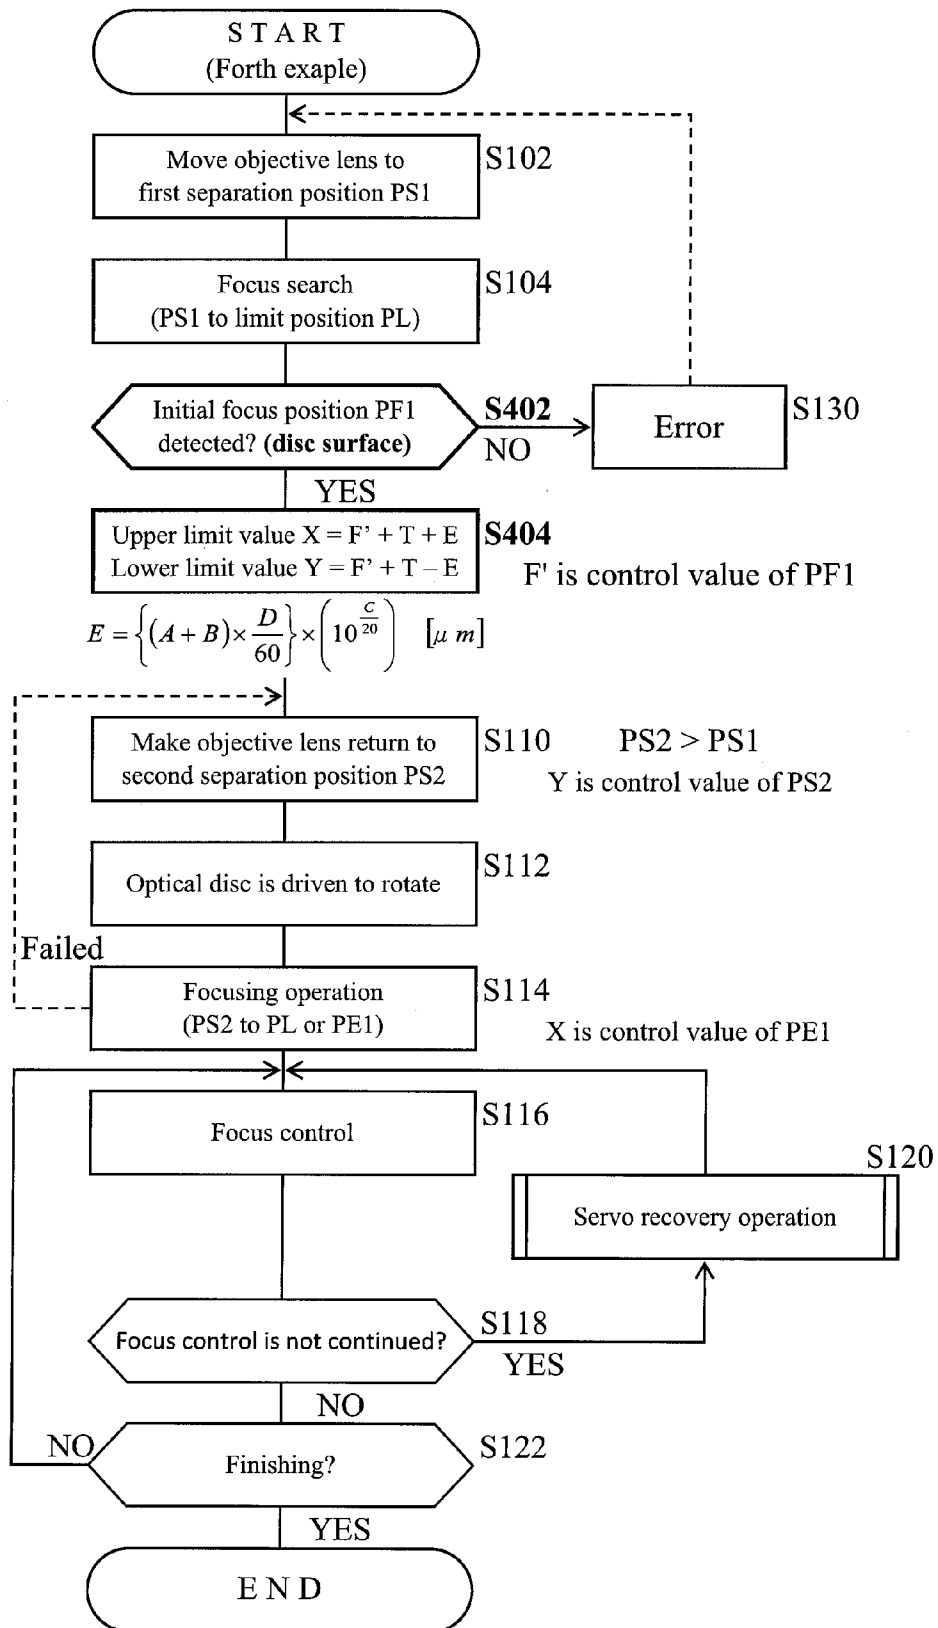 START
(Forth exaple)
Move objective lens to
first separation position PS1
S102
Focus search
(PS1 to limit position PL)
S104
Initial focus position PF1
detected? (disc surface)
S402
NO
Error
S130
YES
Upper limit value X = F' + T + E
Lower limit value Y = F' + T – E
S404
F' is control value of PF1
E = {(A + B) × D/60} × (10^(C/20)) [μ m]
Make objective lens return to
second separation position PS2
S110
PS2 > PS1
Y is control value of PS2
Optical disc is driven to rotate
S112
Failed
Focusing operation
(PS2 to PL or PE1)
S114
X is control value of PE1
Focus control
S116
S120
Servo recovery operation
Focus control is not continued?
S118
YES
NO
NO
Finishing?
S122
YES
END